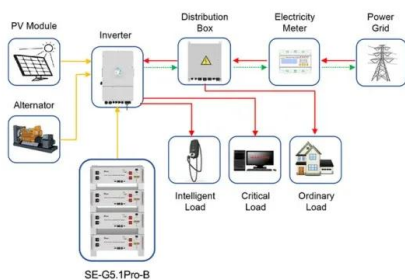 PV Module
Inverter
Distribution
Box
Electricity
Meter
Power
Grid
Alternator
Intelligent
Load
Critical
Load
Ordinary
Load
SE-G5.1Pro-B